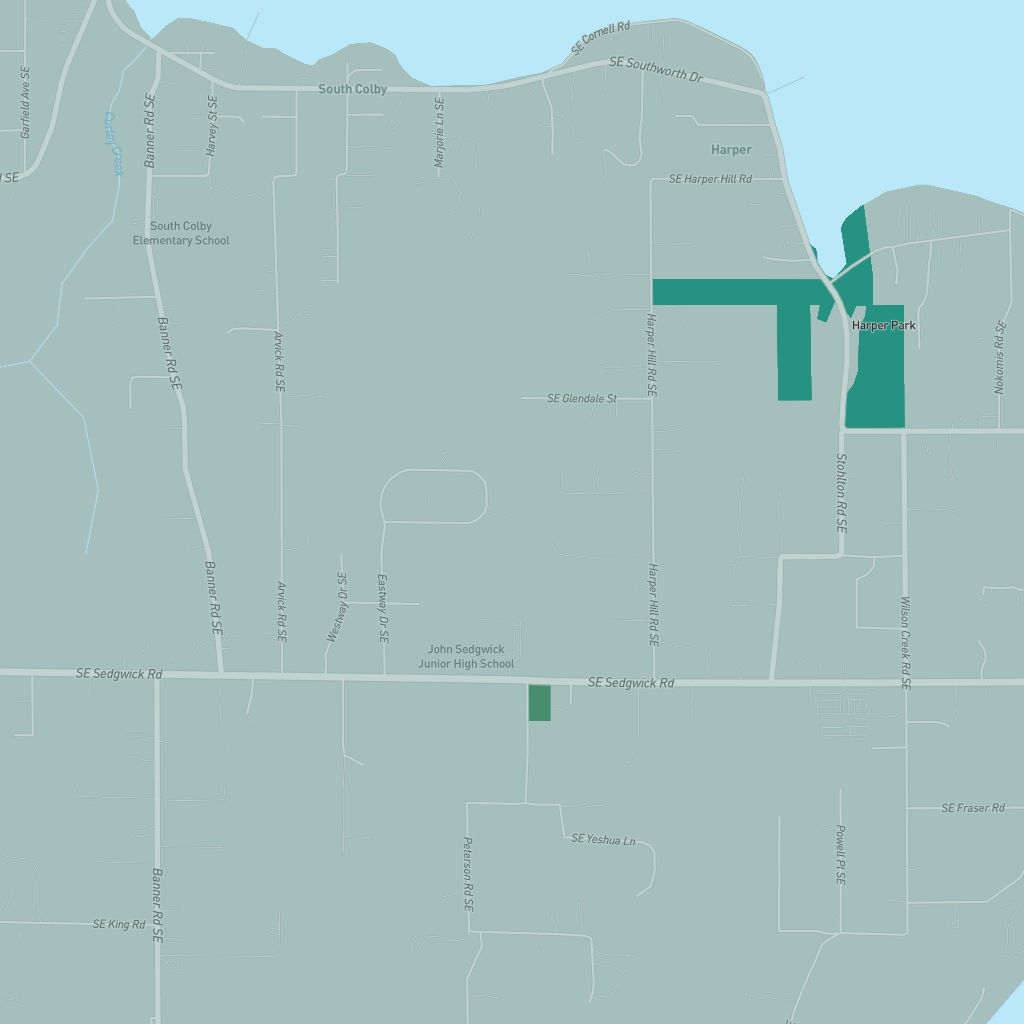 SE Cornell Rd
SE Southworth Dr
South Colby
Garfield Ave SE
Banner Rd SE
Harvey St SE
Marjorie Ln SE
Curley Creek
Harper
SE Harper Hill Rd
South Colby
Elementary School
Harper Park
Banner Rd SE
Arvick Rd SE
Harper Hill Rd SE
Nokomis Rd SE
SE Glendale St
Stohlton Rd SE
Banner Rd SE
Arvick Rd SE
Westway Dr SE
Eastway Dr SE
Harper Hill Rd SE
Wilson Creek Rd SE
John Sedgwick
Junior High School
SE Sedgwick Rd
SE Sedgwick Rd
SE Fraser Rd
SE Yeshua Ln
Peterson Rd SE
Powell Pl SE
Banner Rd SE
SE King Rd